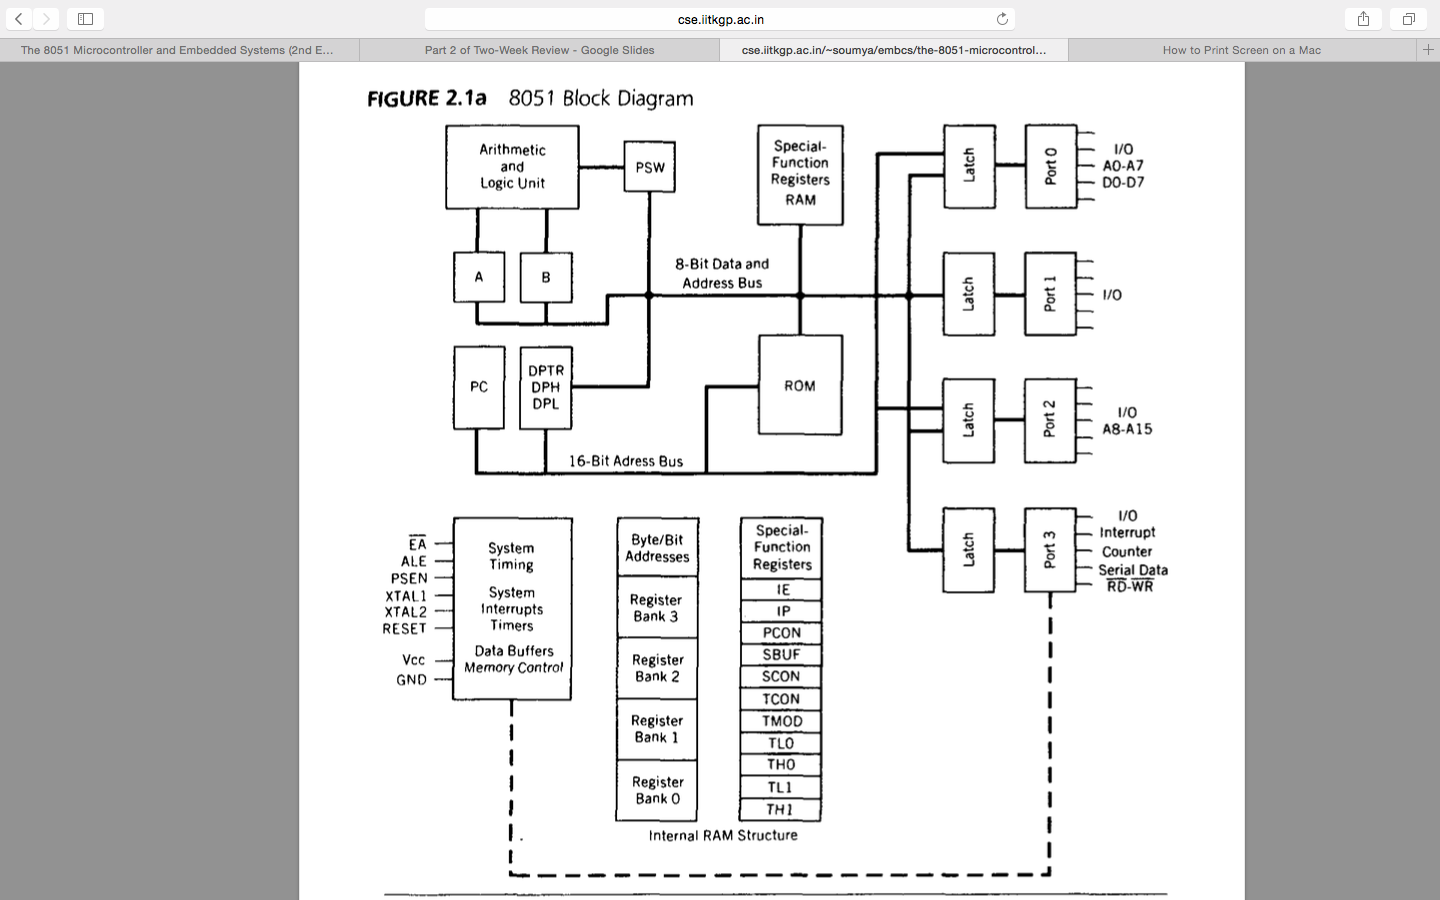 cse.iitkgp.ac.in
The 8051 Microcontroller and Embedded Systems (2nd E...
Part 2 of Two-Week Review - Google Slides
cse.iitkgp.ac.in/~soumya/embcs/the-8051-microcontrol...
How to Print Screen on a Mac
FIGURE 2.1a 8051 Block Diagram
Arithmetic
and
Logic Unit
PSW
Special-
Function
Registers
RAM
Latch
Port 0
I/O
A0-A7
D0-D7
A
B
8-Bit Data and
Address Bus
Latch
Port 1
I/O
PC
DPTR
DPH
DPL
ROM
Latch
Port 2
I/O
A8-A15
16-Bit Adress Bus
Latch
Port 3
I/O
Interrupt
Counter
Serial Data
RD-WR
EA
ALE
PSEN
XTAL1
XTAL2
RESET
Vcc
GND
System
Timing
System
Interrupts
Timers
Data Buffers
Memory Control
Byte/Bit
Addresses
Register
Bank 3
Register
Bank 2
Register
Bank 1
Register
Bank 0
Special-
Function
Registers
IE
IP
PCON
SBUF
SCON
TCON
TMOD
TL0
TH0
TL1
TH1
Internal RAM Structure